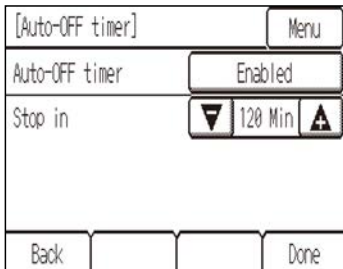 [Auto-OFF timer] Menu
Auto-OFF timer Enabled
Stop in 120 Min
Back Done